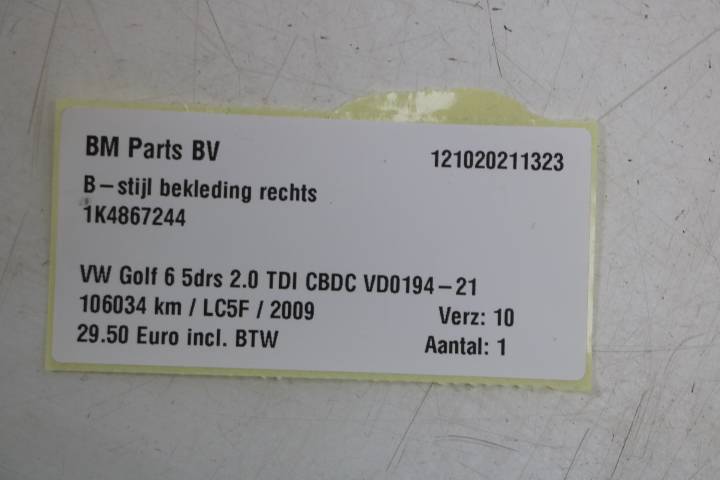 BM Parts BV 121020211323
B-stijl bekleding rechts
1K4867244
VW Golf 6 5drs 2.0 TDI CBDC VD0194-21
106034 km / LC5F / 2009 Verz: 10
29.50 Euro incl. BTW Aantal: 1